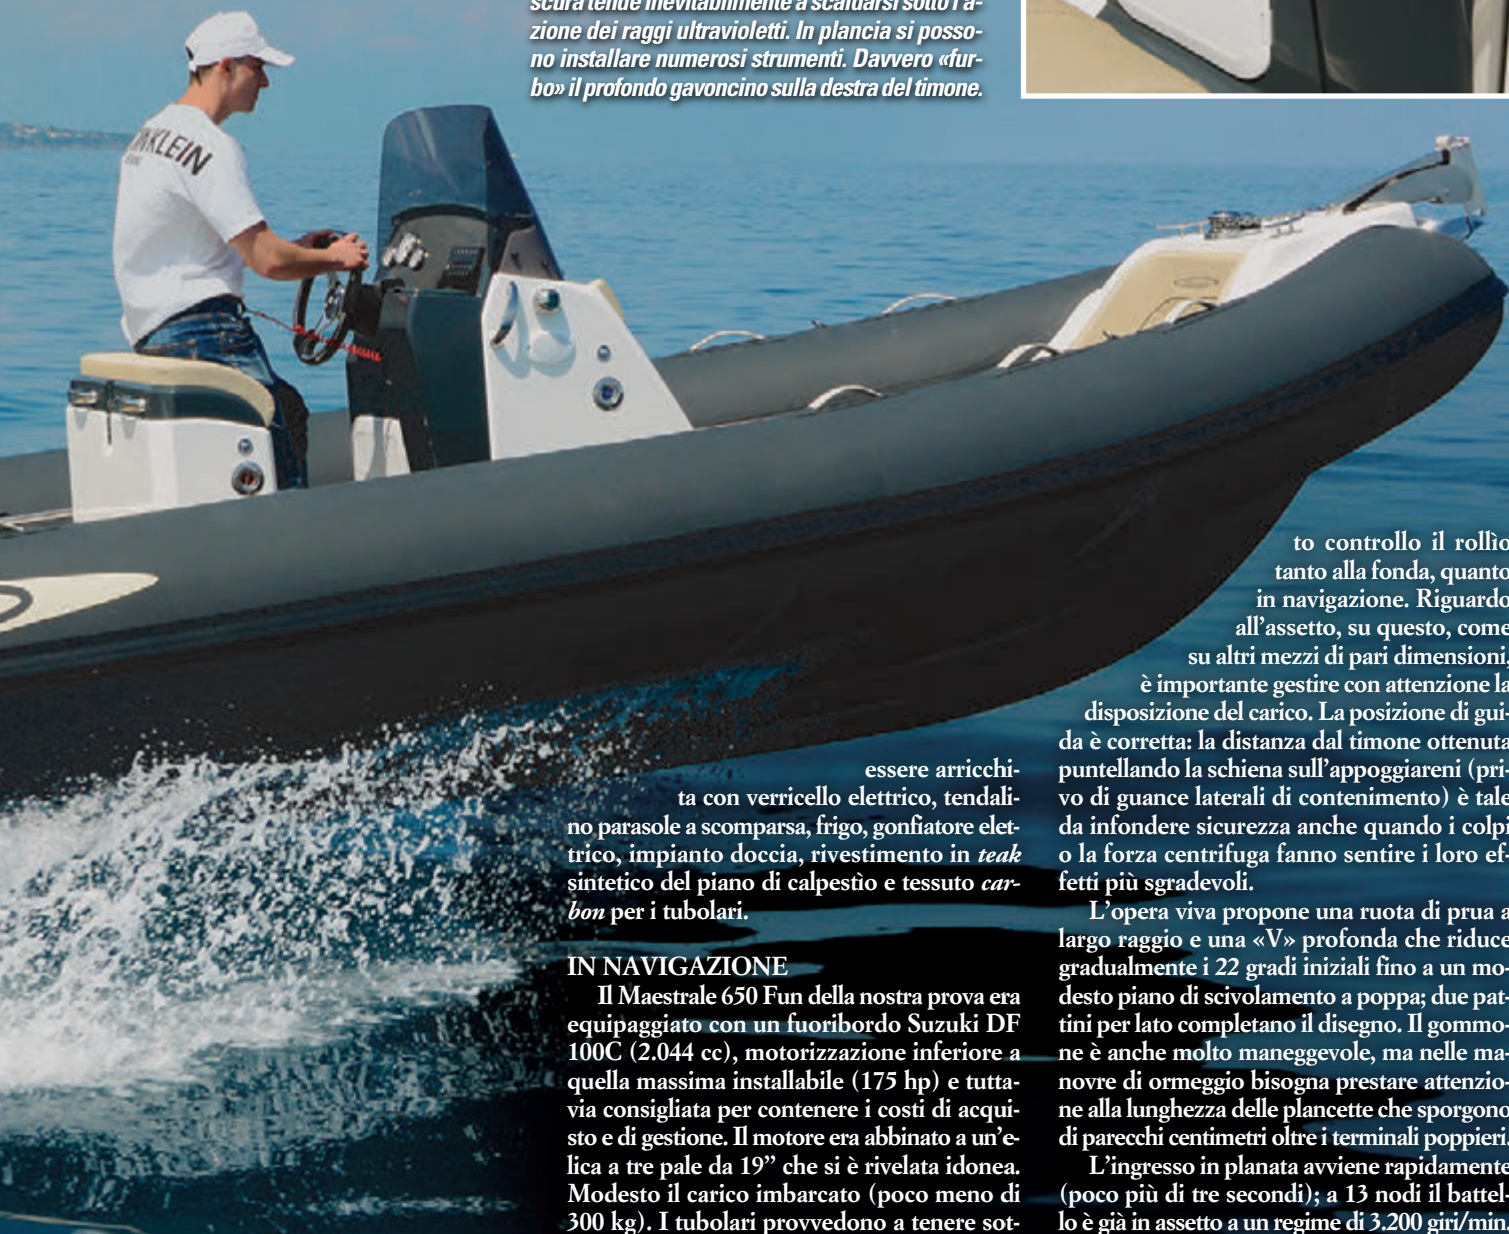 zione dei raggi ultravioletti. In plancia si posso-
no installare numerosi strumenti. Davvero «fur-
bo» il profondo gavoncino sulla destra del timone.
KLEIN
essere arricchi-
ta con verricello elettrico, tendali-
no parasole a scomparsa, frigo, gonfiatore elet-
trico, impianto doccia, rivestimento in teak
sintetico del piano di calpestìo e tessuto car-
bon per i tubolari.
IN NAVIGAZIONE
Il Maestrale 650 Fun della nostra prova era
equipaggiato con un fuoribordo Suzuki DF
100C (2.044 cc), motorizzazione inferiore a
quella massima installabile (175 hp) e tutta-
via consigliata per contenere i costi di acqui-
sto e di gestione. Il motore era abbinato a un'e-
lica a tre pale da 19” che si è rivelata idonea.
Modesto il carico imbarcato (poco meno di
300 kg). I tubolari provvedono a tenere sot-
to controllo il rollìo
tanto alla fonda, quanto
in navigazione. Riguardo
all'assetto, su questo, come
su altri mezzi di pari dimensioni,
è importante gestire con attenzione la
disposizione del carico. La posizione di gui-
da è corretta: la distanza dal timone ottenuta
puntellando la schiena sull'appoggiareni (pri-
vo di guance laterali di contenimento) è tale
da infondere sicurezza anche quando i colpi
o la forza centrifuga fanno sentire i loro ef-
fetti più sgradevoli.
L'opera viva propone una ruota di prua a
largo raggio e una «V» profonda che riduce
gradualmente i 22 gradi iniziali fino a un mo-
desto piano di scivolamento a poppa; due pat-
tini per lato completano il disegno. Il gommo-
ne è anche molto maneggevole, ma nelle ma-
novre di ormeggio bisogna prestare attenzio-
ne alla lunghezza delle plancette che sporgono
di parecchi centimetri oltre i terminali poppieri.
L'ingresso in planata avviene rapidamente
(poco più di tre secondi); a 13 nodi il battel-
lo è già in assetto a un regime di 3.200 giri/min.